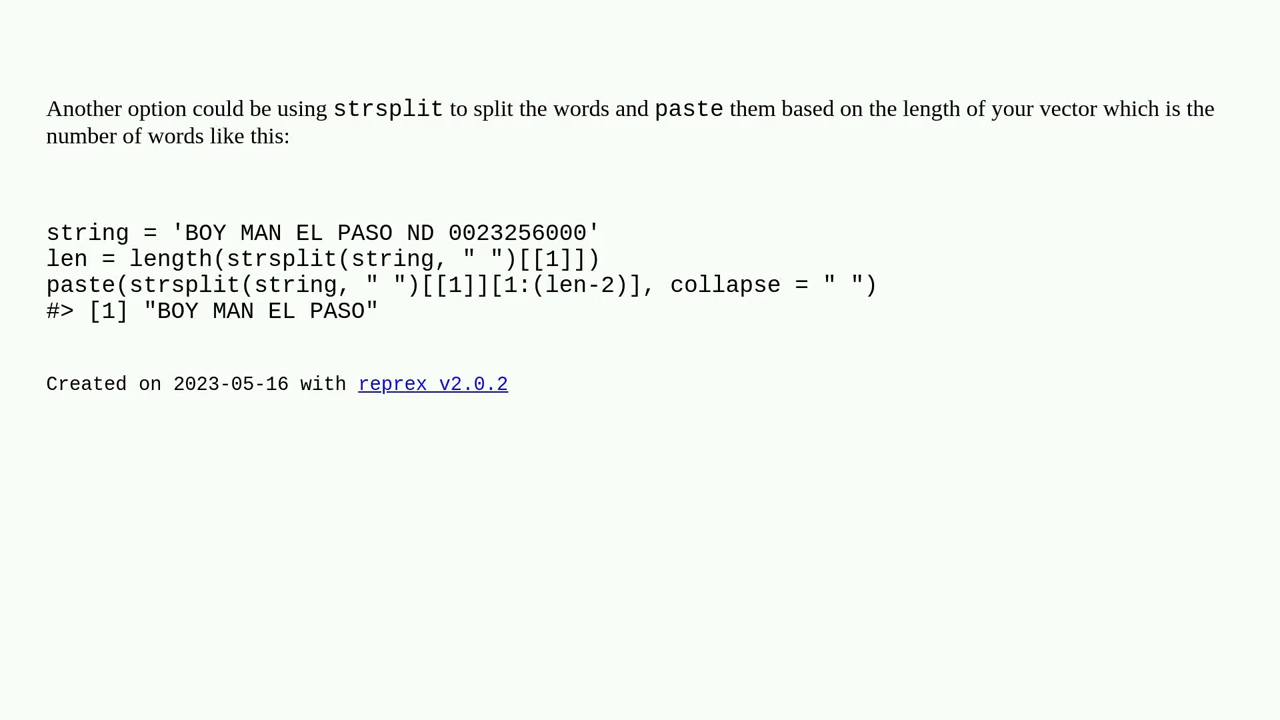 Another option could be using strsplit to split the words and paste them based on the length of your vector which is the
number of words like this:
string = 'BOY MAN EL PASO ND 0023256000'
len = length(strsplit(string, " ")[[1]])
paste(strsplit(string, " ")[[1]][1:(len-2)], collapse = " ")
#> [1] "BOY MAN EL PASO"
Created on 2023-05-16 with reprex v2.0.2